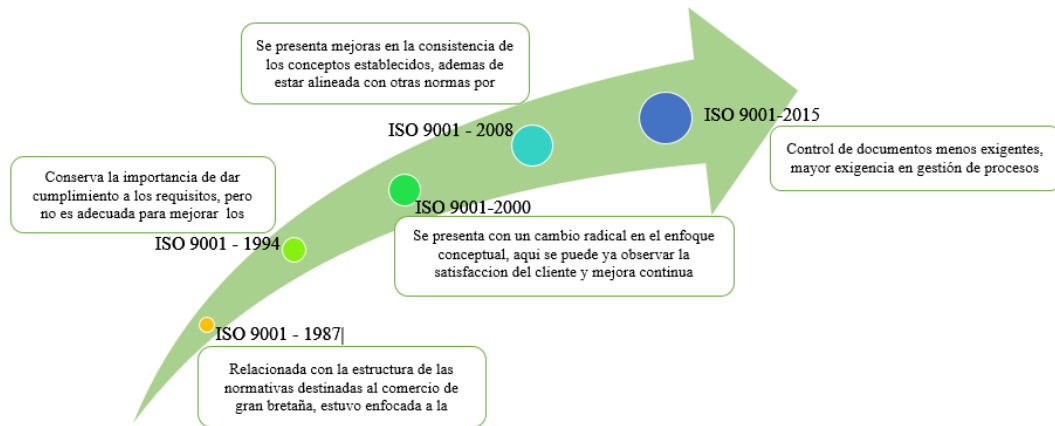 Se presenta mejoras en la consistencia de
los conceptos establecidos, ademas de
estar alineada con otras normas por
ISO 9001 - 2008
ISO 9001-2015
Control de documentos menos exigentes,
mayor exigencia en gestión de procesos
Conserva la importancia de dar
cumplimiento a los requisitos, pero
no es adecuada para mejorar los
ISO 9001 - 1994
ISO 9001-2000
Se presenta con un cambio radical en el enfoque
conceptual, aqui se puede ya observar la
satisfaccion del cliente y mejora continua
ISO 9001 - 1987|
Relacionada con la estructura de las
normativas destinadas al comercio de
gran bretaña, estuvo enfocada a la